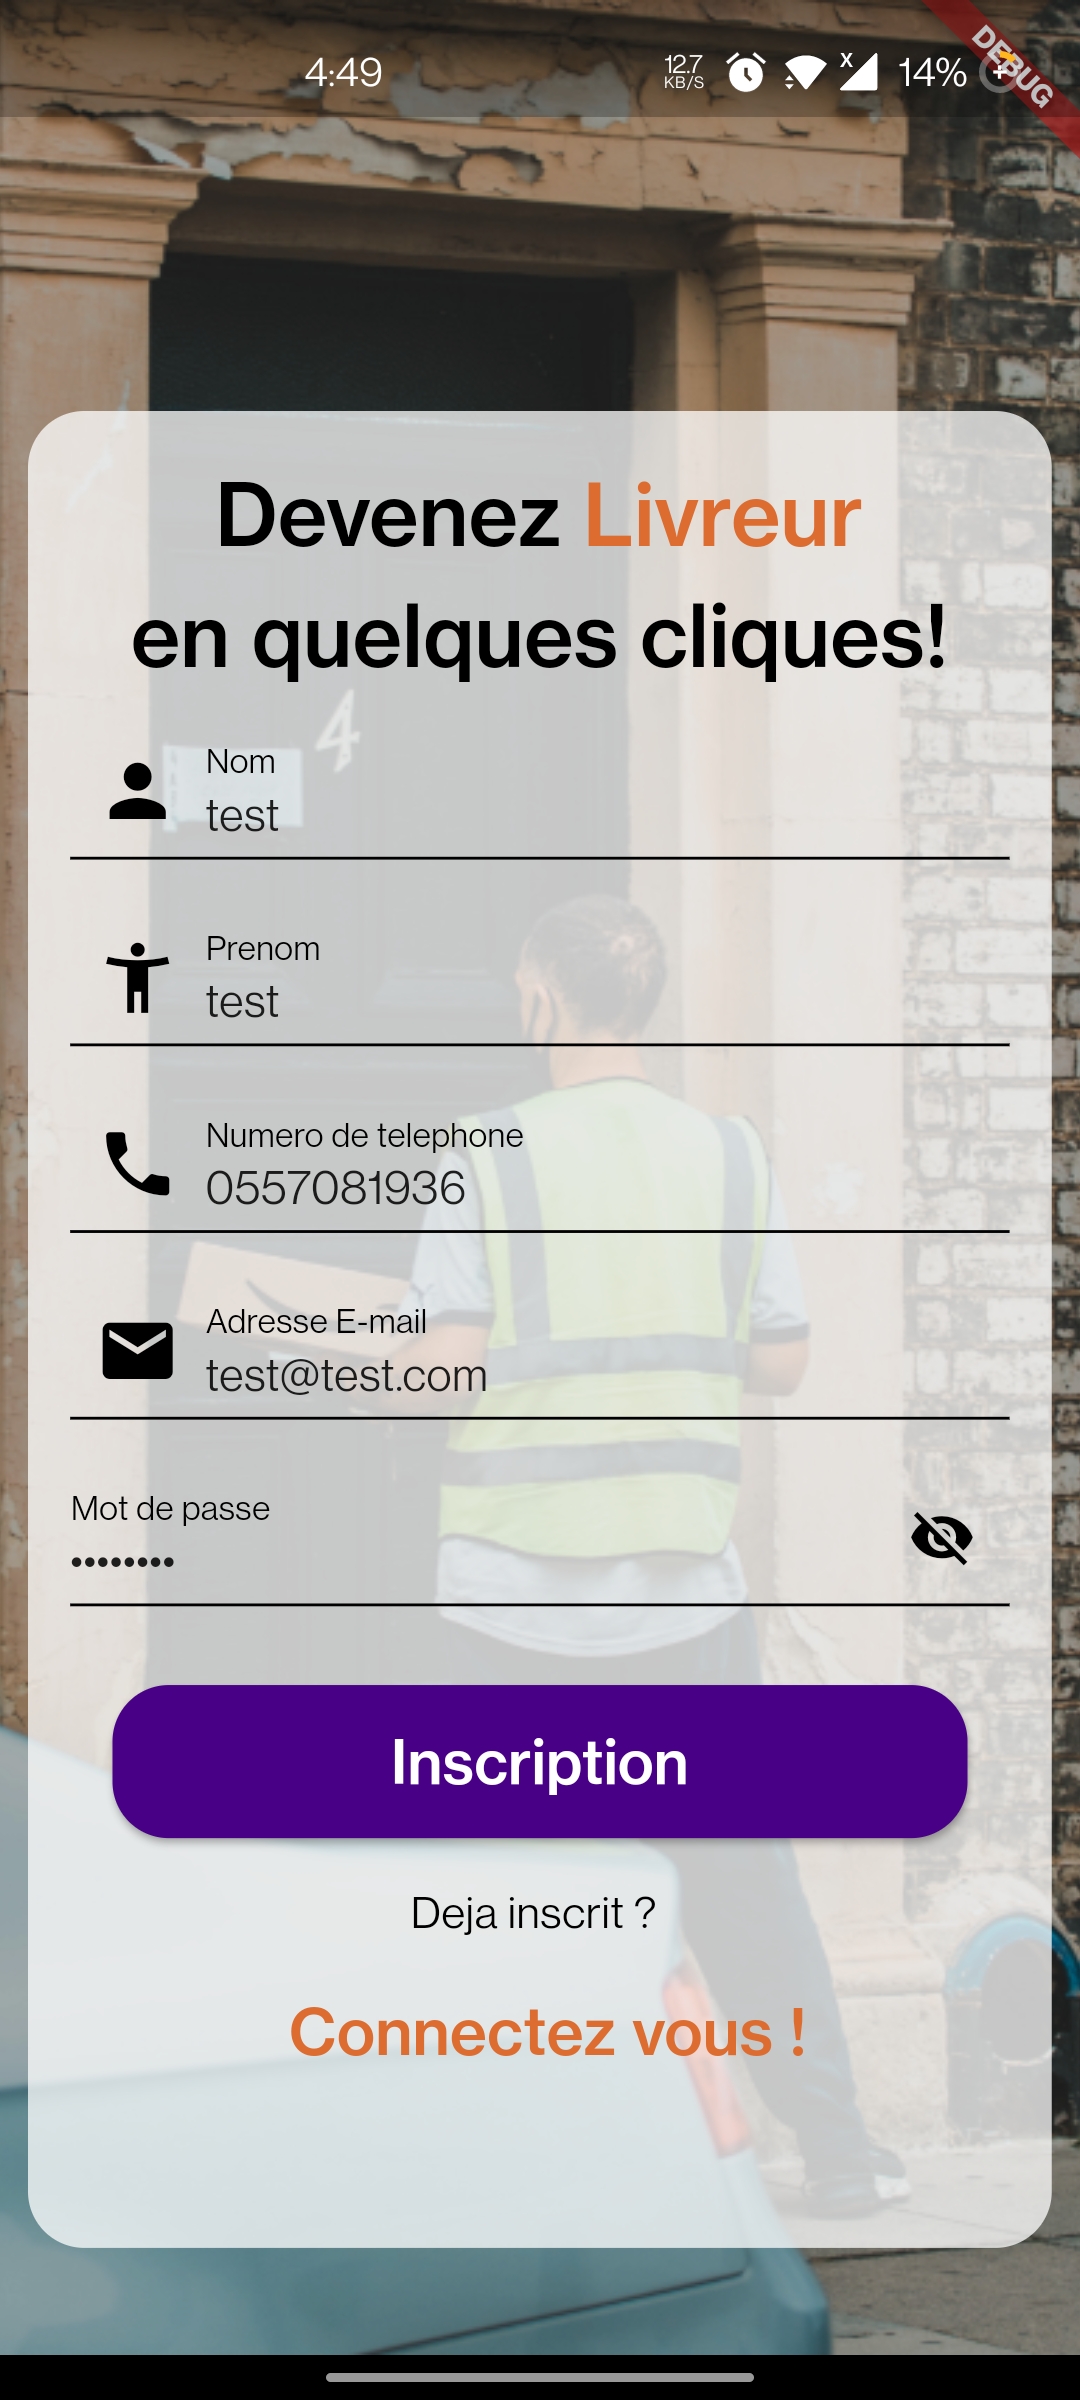 4:49
12.7
KB/S
X
14%
DEBUG
Devenez Livreur
en quelques cliques!
4
Nom
test
Prenom
test
Numero de telephone
0557081936
Adresse E-mail
test@test.com
Mot de passe
••••••••
Inscription
Deja inscrit ?
Connectez vous !